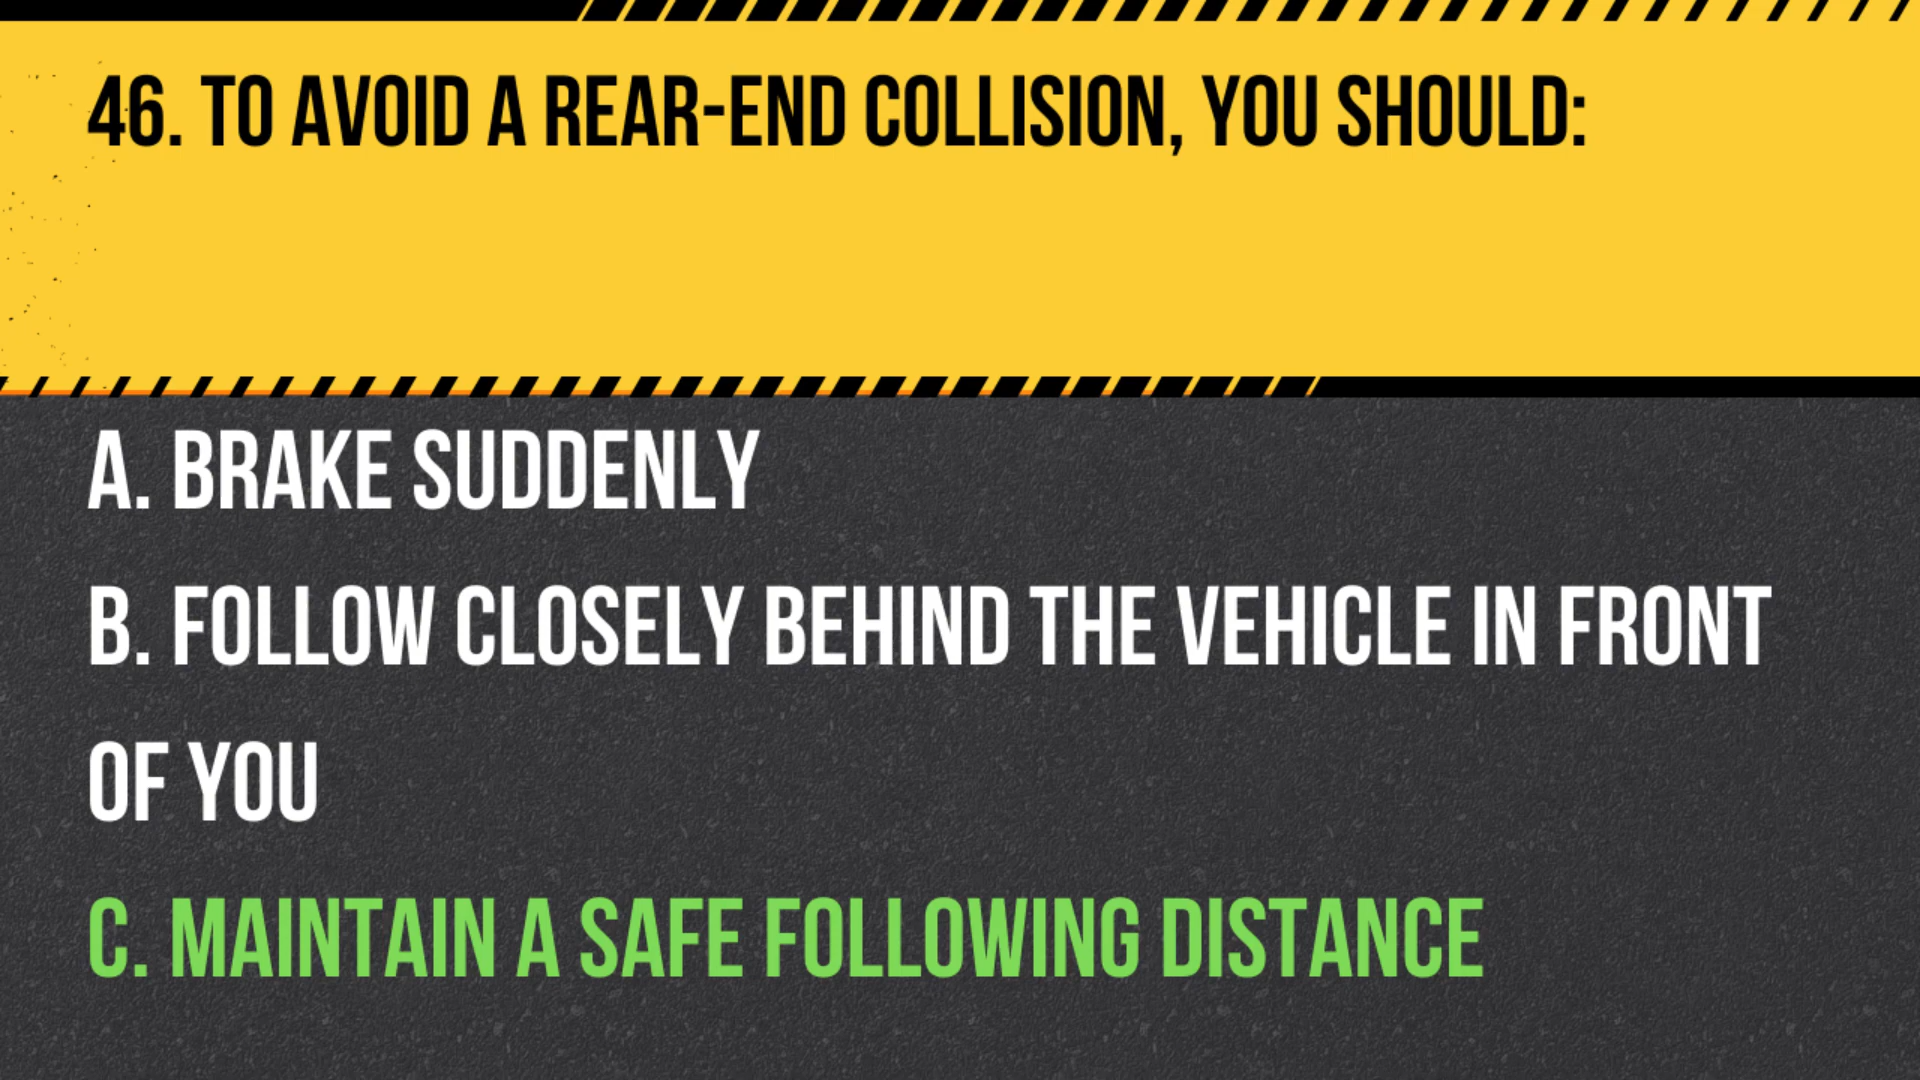 46. TO AVOID A REAR-END COLLISION, YOU SHOULD:
A. BRAKE SUDDENLY
B. FOLLOW CLOSELY BEHIND THE VEHICLE IN FRONT
OF YOU
C. MAINTAIN A SAFE FOLLOWING DISTANCE